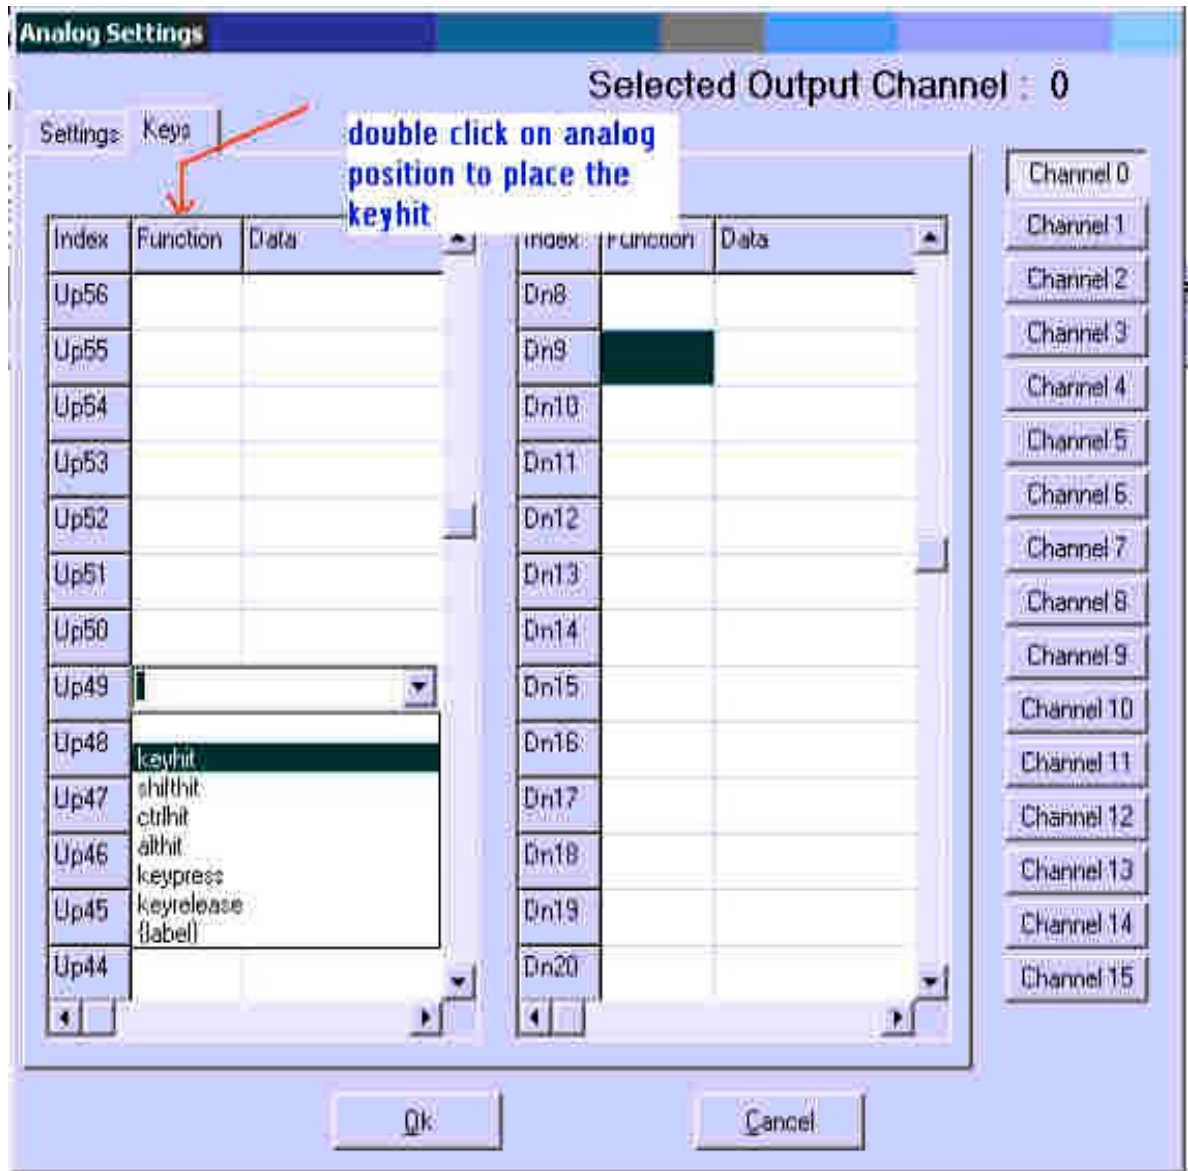 Analog Settings
Selected Output Channel : 0
Settings Keys
double click on analog
position to place the
keyhit
Index Function Data
Up56
Up55
Up54
Up53
Up52
Up51
Up50
Up49
Up48
Up47
Up46
Up45
Up44
keyhit
shifthit
ctrlhit
althit
keypress
keyrelease
{label}
Index Function Data
Dn8
Dn9
Dn10
Dn11
Dn12
Dn13
Dn14
Dn15
Dn16
Dn17
Dn18
Dn19
Dn20
Channel 0
Channel 1
Channel 2
Channel 3
Channel 4
Channel 5
Channel 6
Channel 7
Channel 8
Channel 9
Channel 10
Channel 11
Channel 12
Channel 13
Channel 14
Channel 15
Ok
Cancel